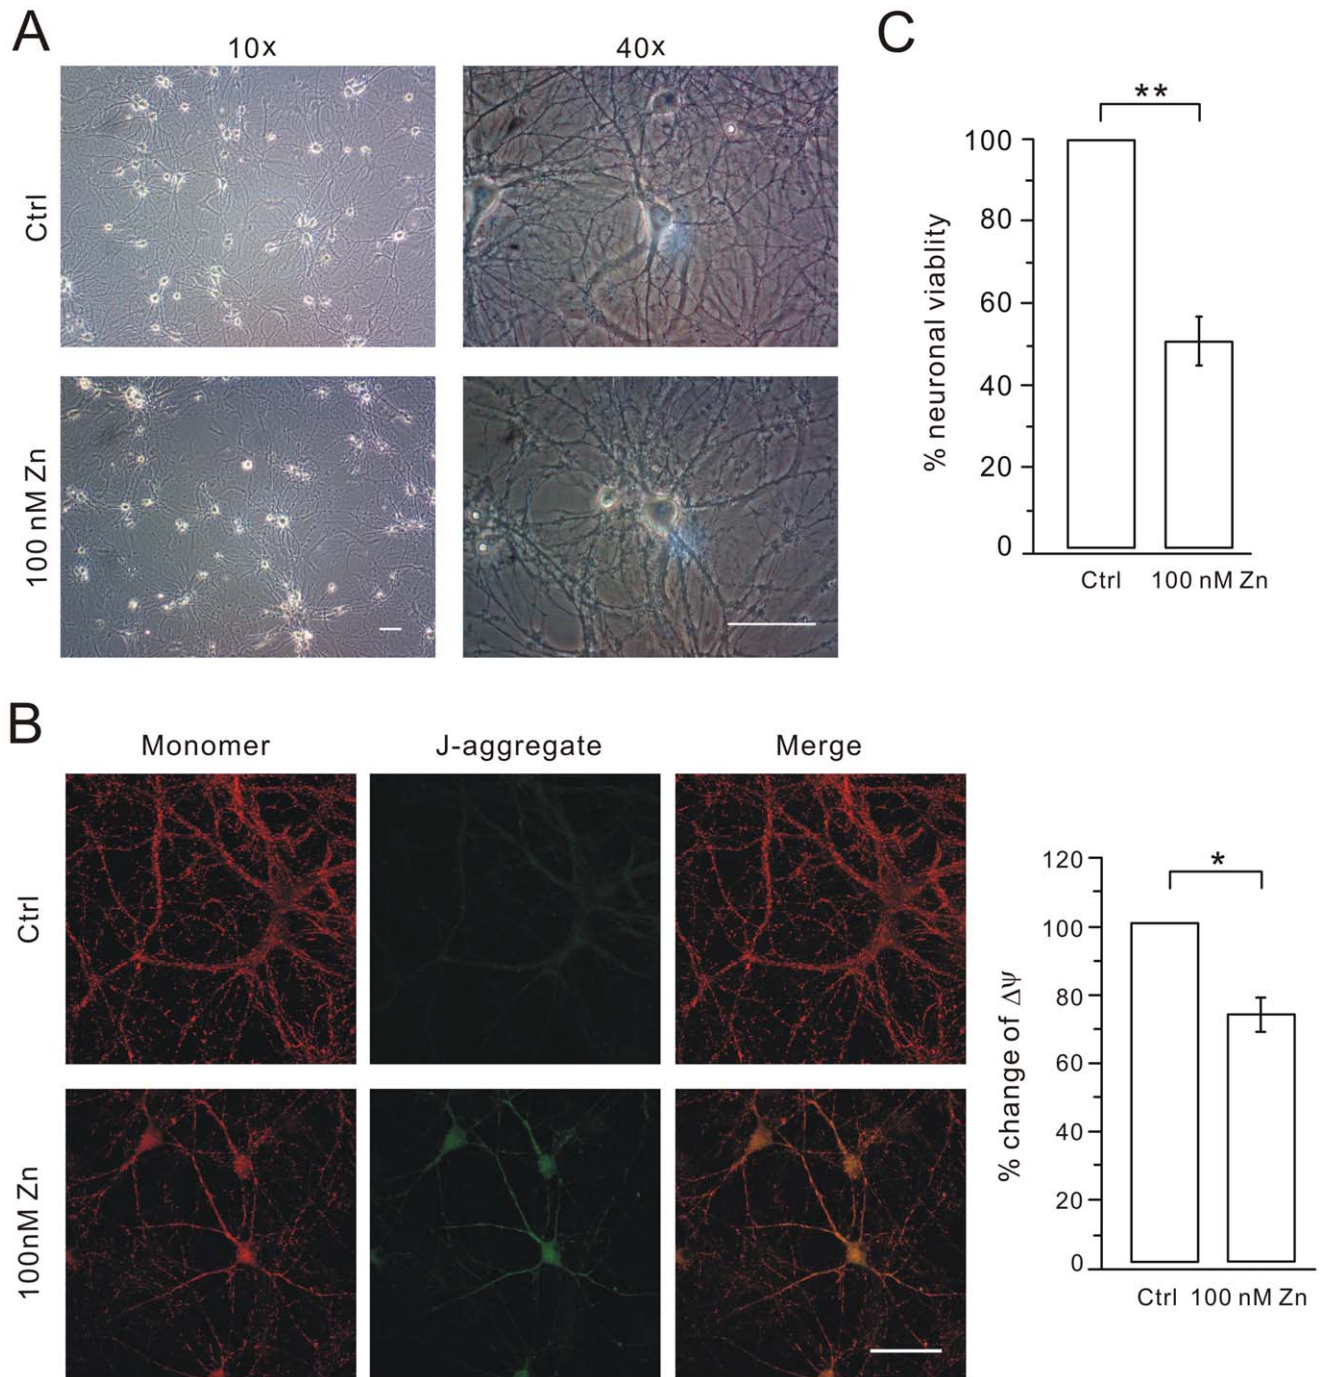 A
10x
40x
Ctrl
100 nM Zn
C
**
% neuronal viablity
100
80
60
40
20
0
Ctrl
100 nM Zn
B
Monomer
J-aggregate
Merge
Ctrl
100nM Zn
*
% change of Δψ
120
100
80
60
40
20
0
Ctrl
100 nM Zn